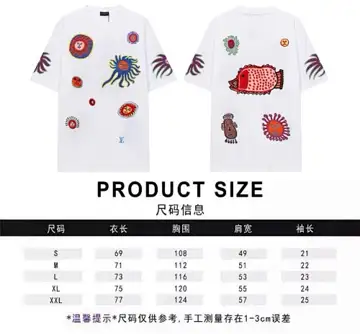 LV
PRODUCT SIZE
尺码信息
尺码 衣长 胸围 肩宽 袖长
S 69 108 49 21
M 71 112 51 22
L 73 116 53 23
XL 75 120 55 24
XXL 77 124 57 25
*温馨提示*尺码仅供参考,手工测量存在1-3cm误差